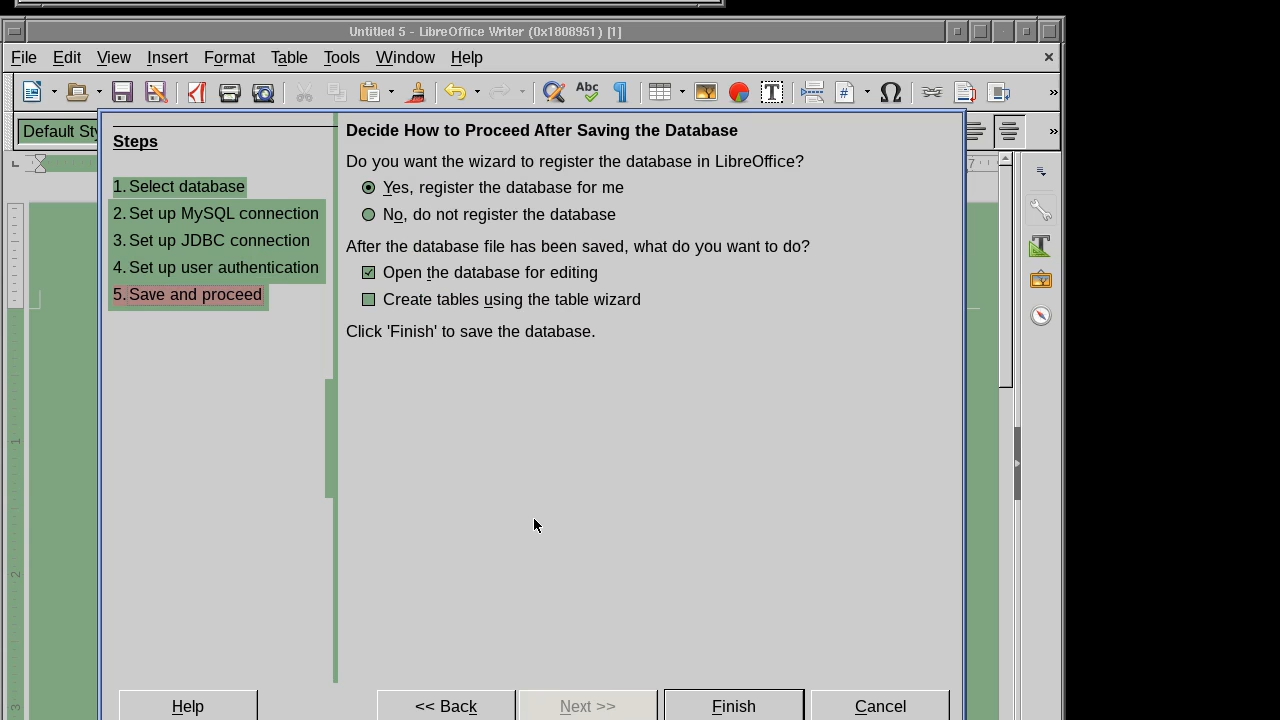 Untitled 5 - LibreOffice Writer (0x1808951) [1]
File Edit View Insert Format Table Tools Window Help
Default Sty
Steps
1. Select database
2. Set up MySQL connection
3. Set up JDBC connection
4. Set up user authentication
5. Save and proceed
Decide How to Proceed After Saving the Database
Do you want the wizard to register the database in LibreOffice?
Yes, register the database for me
No, do not register the database
After the database file has been saved, what do you want to do?
Open the database for editing
Create tables using the table wizard
Click 'Finish' to save the database.
Help << Back Next >> Finish Cancel